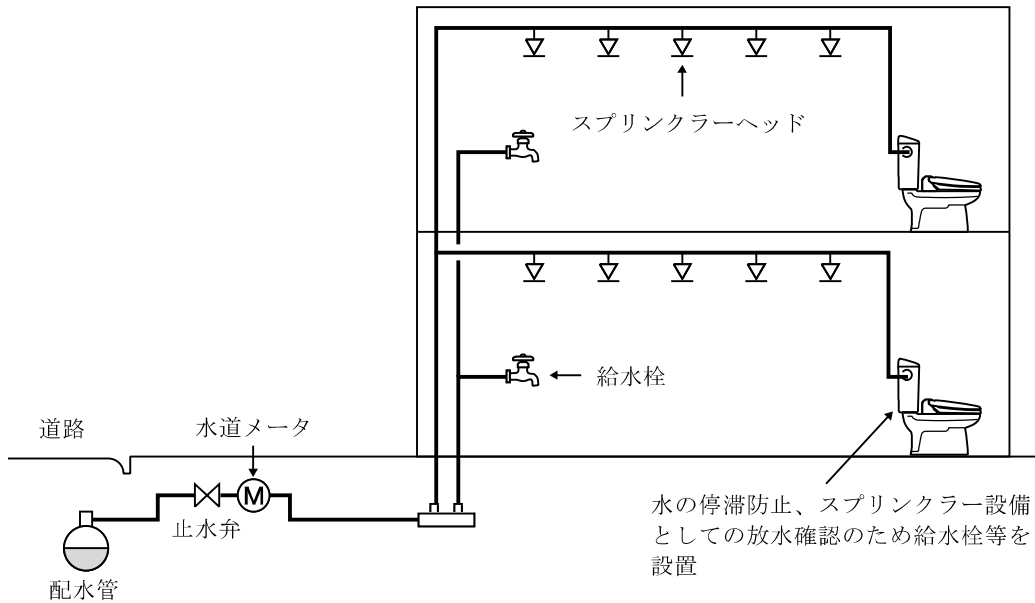 スプリンクラーヘッド
給水栓
道路
水道メータ
M
止水弁
配水管
水の停滞防止、スプリンクラー設備
としての放水確認のため給水栓等を
設置